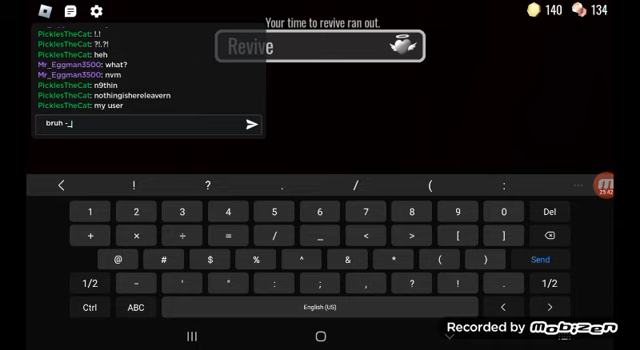 Your time to revive ran out.
140
134
Revive
PicklesTheCat: !.!
PicklesTheCat: ?!.?!
PicklesTheCat: heh
Mr_Eggman3500: what?
Mr_Eggman3500: nvm
PicklesTheCat: n9thin
PicklesTheCat: nothingishereleavern
PicklesTheCat: my user
bruh -_
! ? . / ( : ...
25:42
1 2 3 4 5 6 7 8 9 0 Del
+ × ÷ = / _ < > [ ]
@ # $ % ^ & * ( ) Send
1/2 - ' " : ; , ? ! . 1/2
Ctrl ABC English (US) < >
Recorded by mobizen